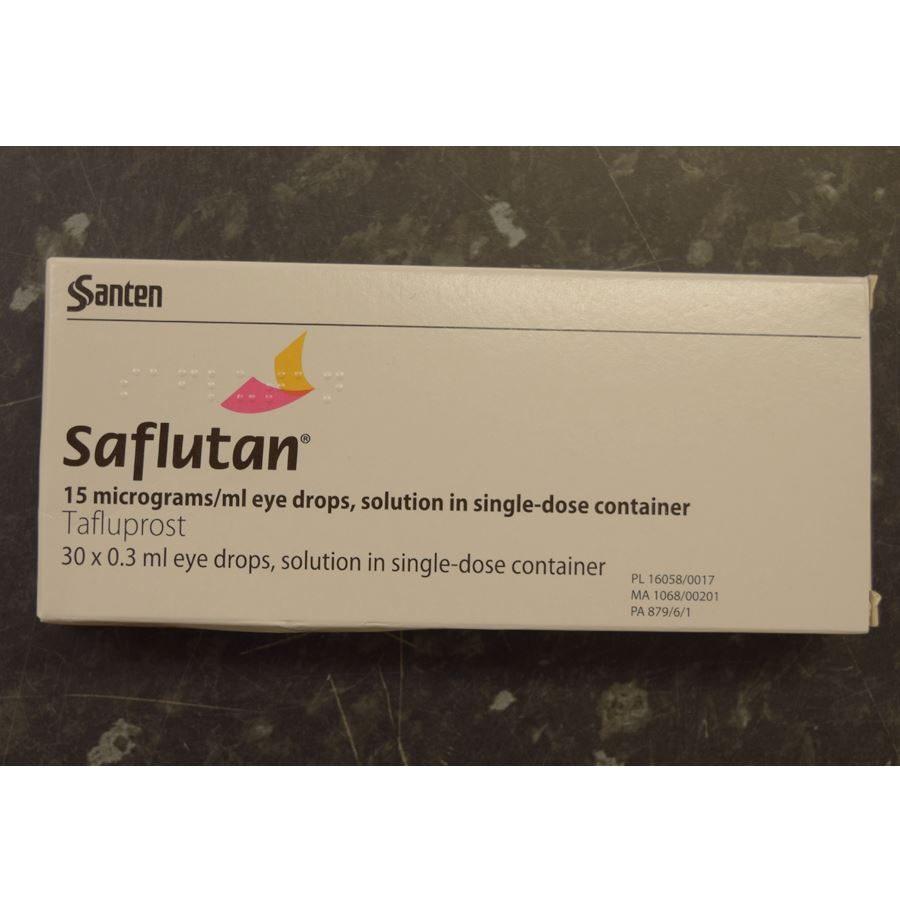 Santen
Saflutan®
15 micrograms/ml eye drops, solution in single-dose container
Tafluprost
30 x 0.3 ml eye drops, solution in single-dose container
PL 16058/0017
MA 1068/00201
PA 879/6/1